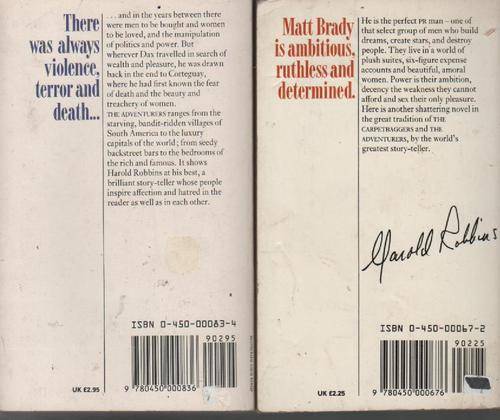 There
was always
violence,
terror and
death...
... and in the years between there
were men to be bought and women
to be loved, and the manipulation
of politics and power. But
wherever Dax travelled in search of
wealth and pleasure, he was drawn
back in the end to Corteguay,
where he had first known the fear
of death and the beauty and
treachery of women.
THE ADVENTURERS ranges from the
starving, bandit-ridden villages of
South America to the luxury
capitals of the world; from seedy
backstreet bars to the bedrooms of
the rich and famous. It shows
Harold Robbins at his best, a
brilliant story-teller whose people
inspire affection and hatred in the
reader as well as in each other.
ISBN 0-450-00083-4
90295
UK £2.95
9 780450 000836
Matt Brady
is ambitious,
ruthless and
determined.
He is the perfect PR man – one of
that select group of men who build
dreams, create stars, and destroy
people. They live in a world of
plush suites, six-figure expense
accounts and beautiful, amoral
women. Power is their ambition,
decency the weakness they cannot
afford and sex their only pleasure.
Here is another shattering novel in
the great tradition of THE
CARPETBAGGERS and THE
ADVENTURERS, by the world's
greatest story-teller.
Harold Robbins
ISBN 0-450-00067-2
90225
UK £2.25
9 780450 000676